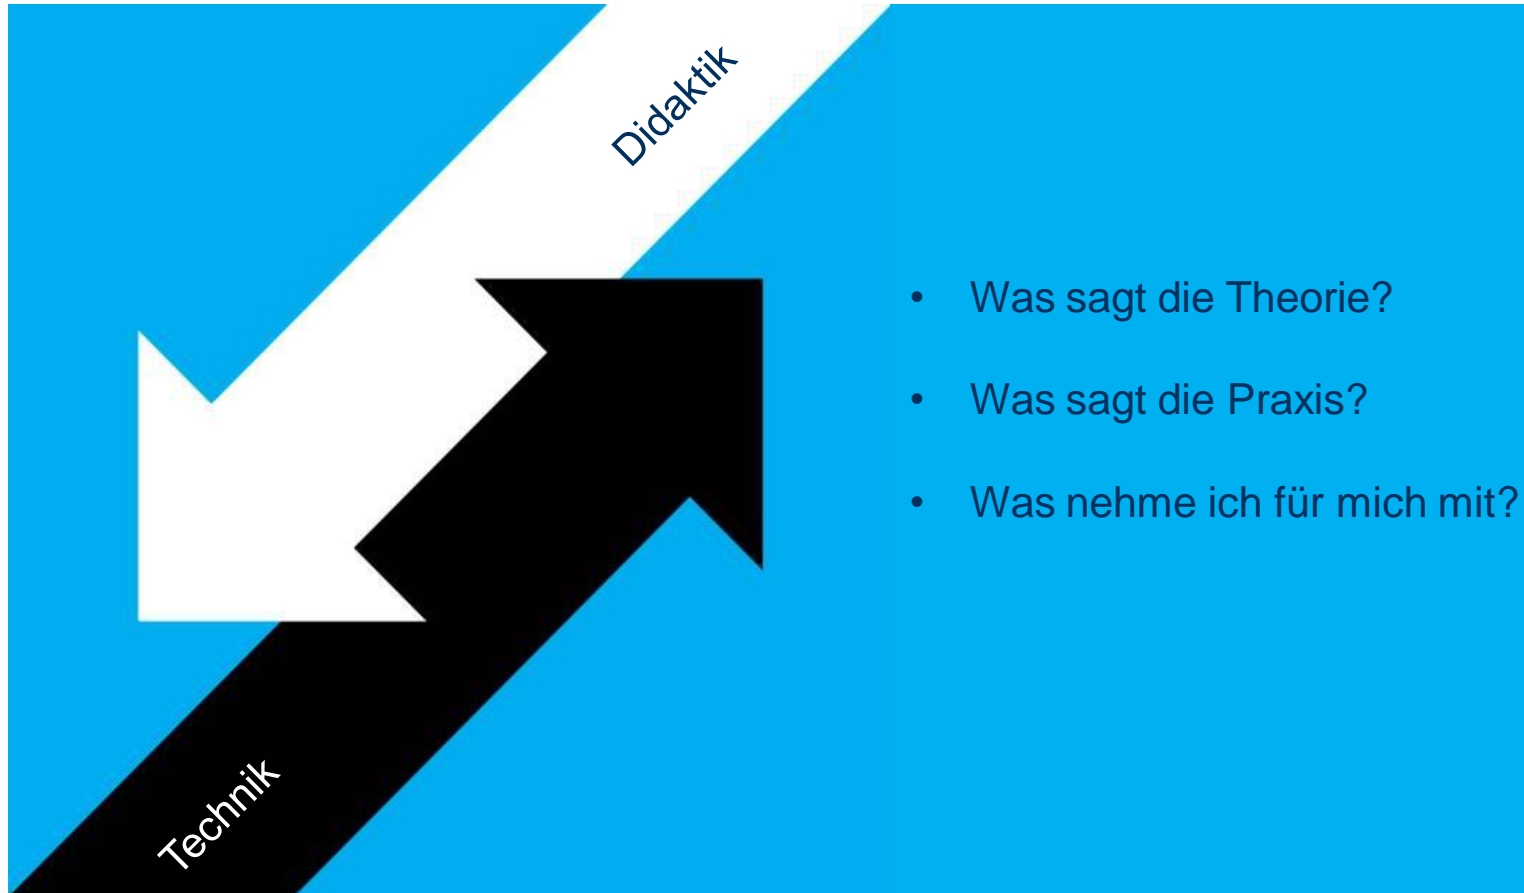 Didaktik
• Was sagt die Theorie?
• Was sagt die Praxis?
• Was nehme ich für mich mit?
Technik